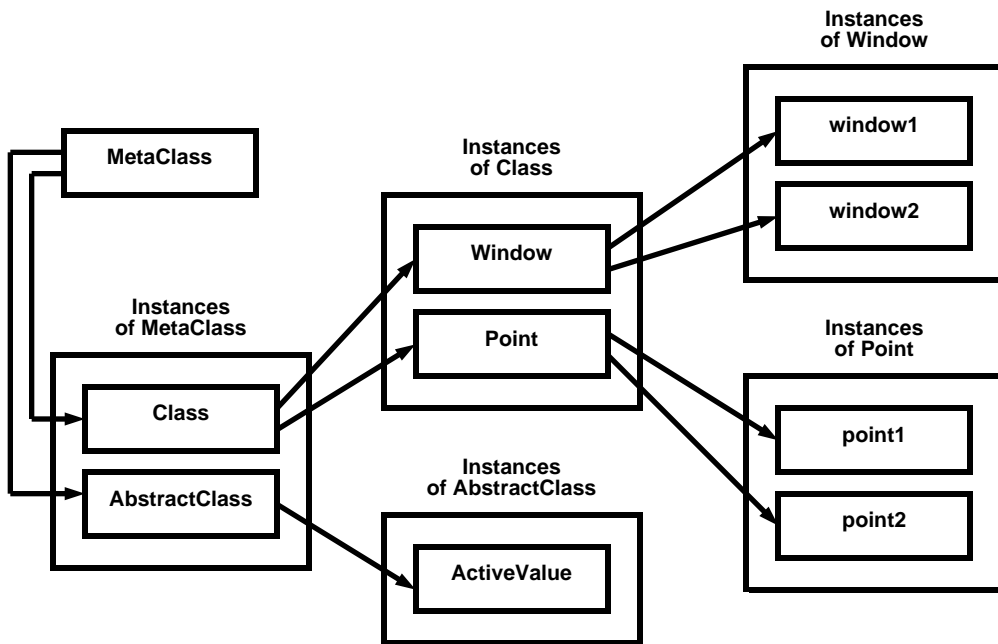 MetaClass
Instances
of MetaClass
Class
AbstractClass
Instances
of Class
Window
Point
Instances
of AbstractClass
ActiveValue
Instances
of Window
window1
window2
Instances
of Point
point1
point2